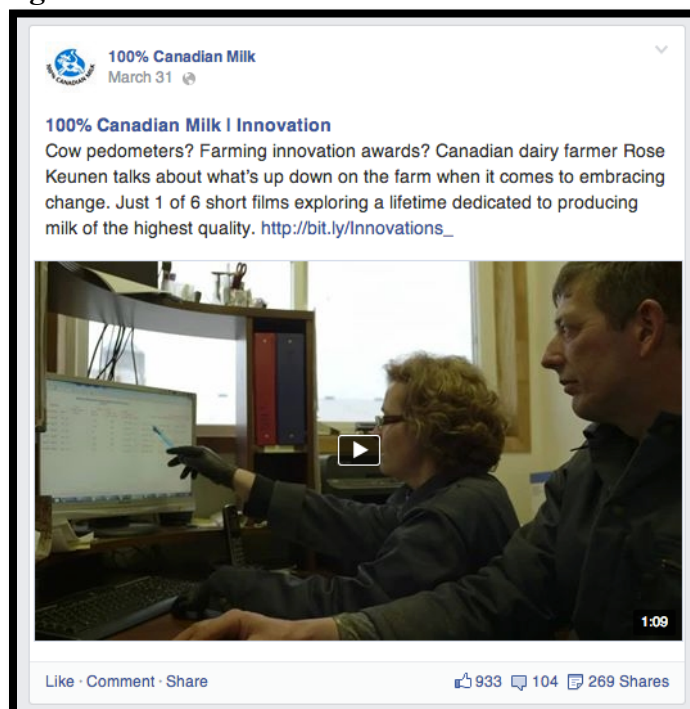 100% Canadian Milk
March 31
100% CANADIAN MILK
100% Canadian Milk | Innovation
Cow pedometers? Farming innovation awards? Canadian dairy farmer Rose
Keunen talks about what's up down on the farm when it comes to embracing
change. Just 1 of 6 short films exploring a lifetime dedicated to producing
milk of the highest quality. http://bit.ly/Innovations_
1:09
Like · Comment · Share
933 104 269 Shares